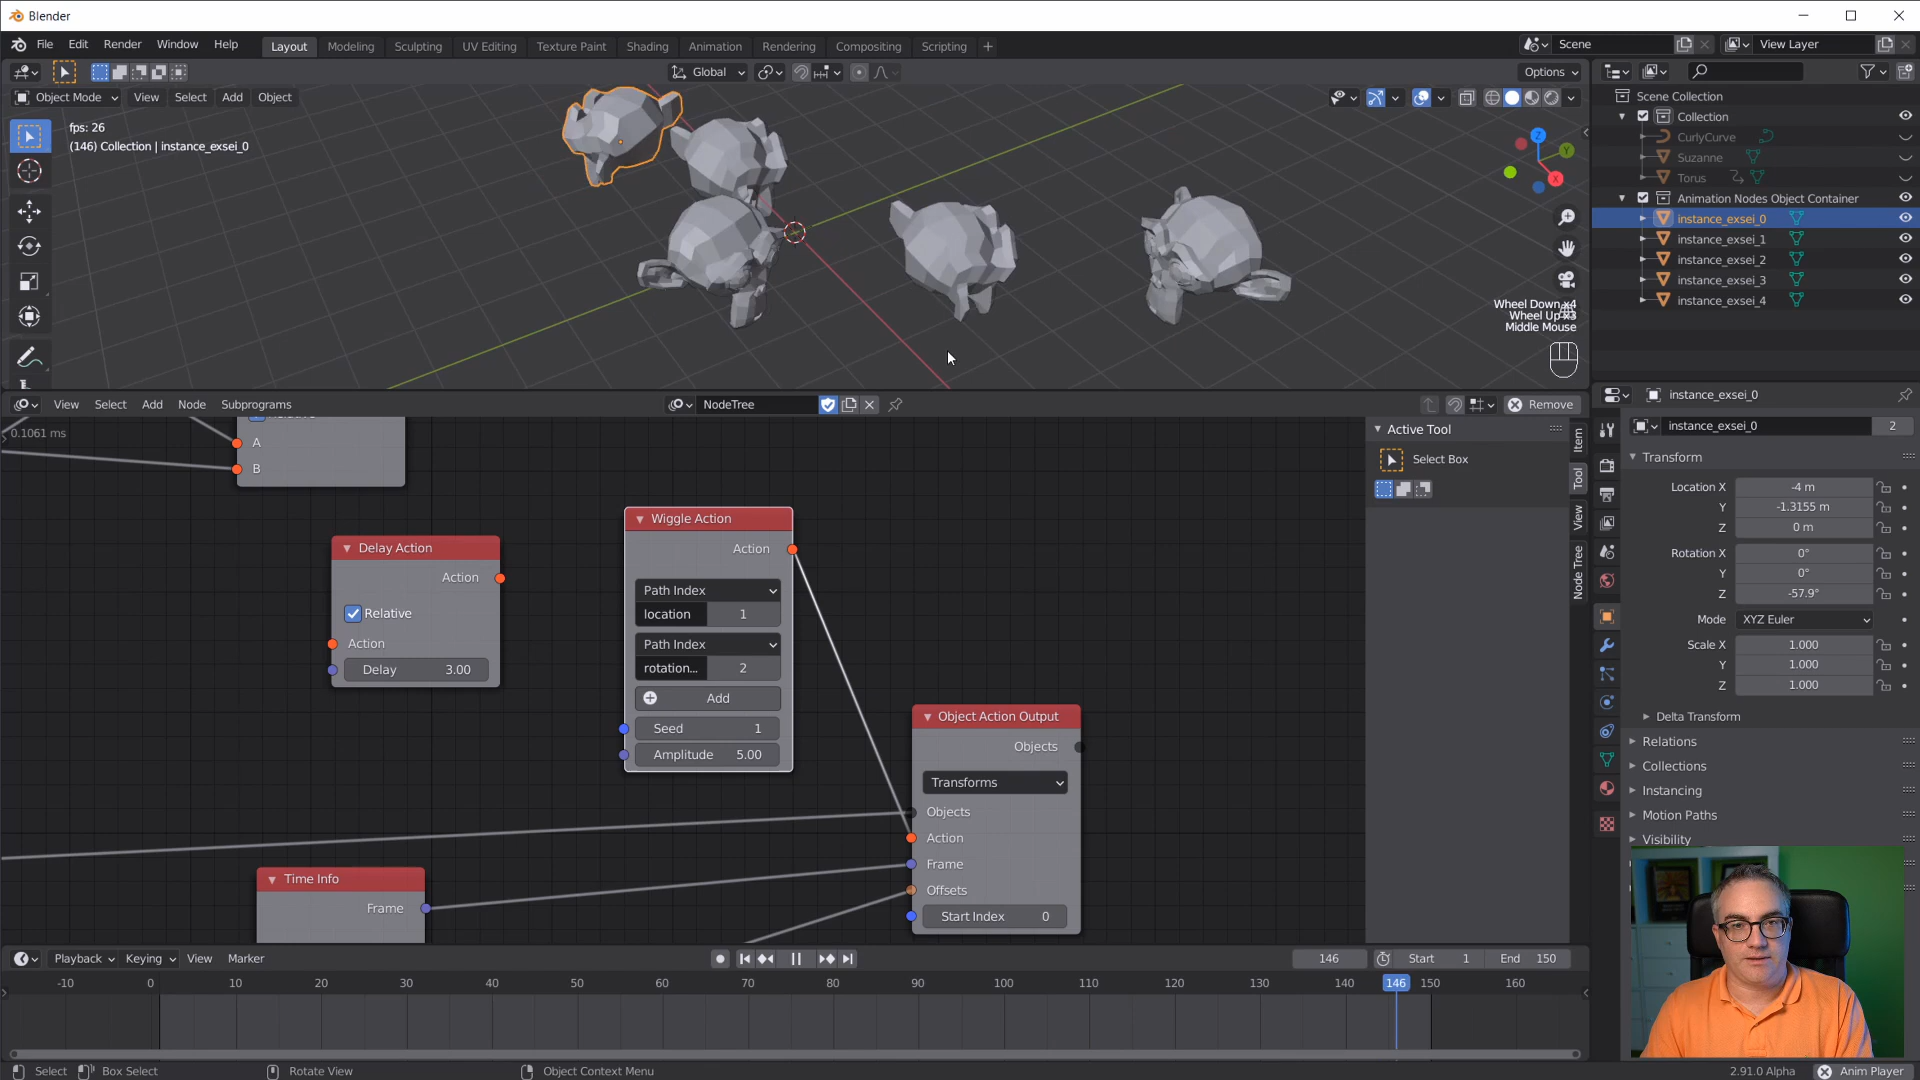 Blender
File Edit Render Window Help
Layout Modeling Sculpting UV Editing Texture Paint Shading Animation Rendering Compositing Scripting +
Scene
View Layer
Global
Options
Object Mode View Select Add Object
fps: 26
(146) Collection | instance_exsei_0
Z
Y
X
Wheel Down x4
Wheel Up x3
Middle Mouse
Scene Collection
Collection
CurlyCurve
Suzanne
Torus
Animation Nodes Object Container
instance_exsei_0
instance_exsei_1
instance_exsei_2
instance_exsei_3
instance_exsei_4
View Select Add Node Subprograms
NodeTree
Remove
0.1061 ms
A
B
Delay Action
Action
Relative
Action
Delay 3.00
Wiggle Action
Action
Path Index
location 1
Path Index
rotation... 2
Add
Seed 1
Amplitude 5.00
Object Action Output
Objects
Transforms
Objects
Action
Frame
Offsets
Start Index 0
Time Info
Frame
Active Tool
Select Box
Item
Tool
View
Node Tree
instance_exsei_0
instance_exsei_0 2
Transform
Location X -4 m
Y -1.3155 m
Z 0 m
Rotation X 0°
Y 0°
Z -57.9°
Mode XYZ Euler
Scale X 1.000
Y 1.000
Z 1.000
Delta Transform
Relations
Collections
Instancing
Motion Paths
Visibility
Playback Keying View Marker
146
Start 1
End 150
-10 0 10 20 30 40 50 60 70 80 90 100 110 120 130 140 146 150 160
Select Box Select Rotate View Object Context Menu
2.91.0 Alpha Anim Player